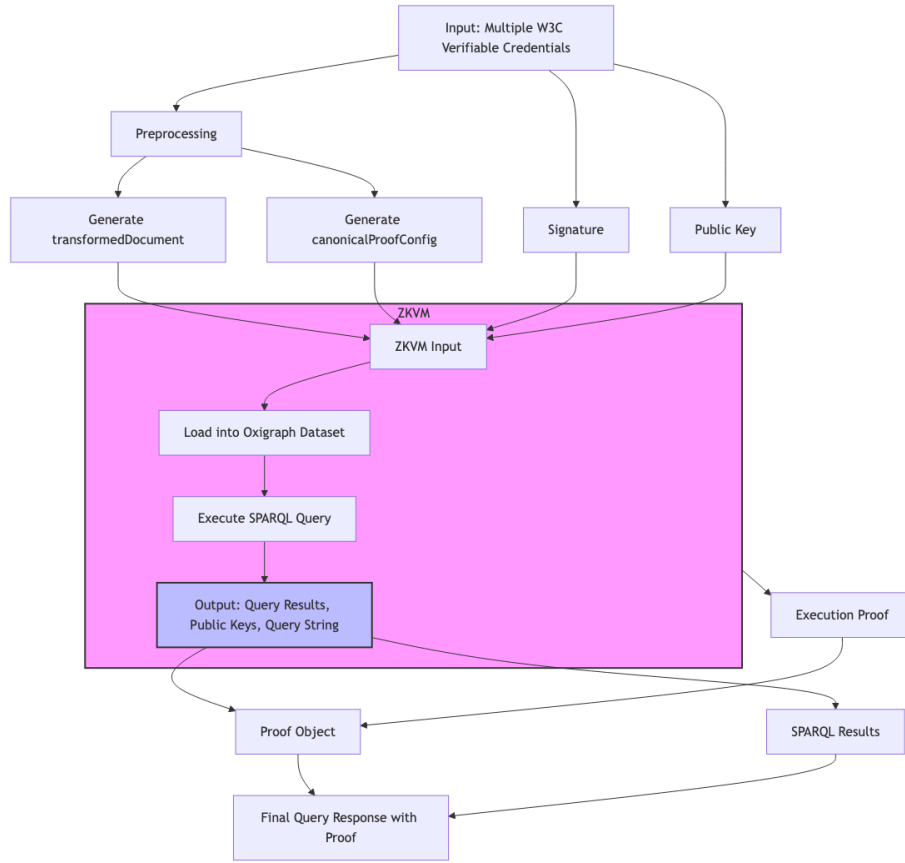 Input: Multiple W3C
Verifiable Credentials
Preprocessing
Generate
transformedDocument
Generate
canonicalProofConfig
Signature
Public Key
ZKVM
ZKVM Input
Load into Oxigraph Dataset
Execute SPARQL Query
Output: Query Results,
Public Keys, Query String
Execution Proof
Proof Object
SPARQL Results
Final Query Response with
Proof